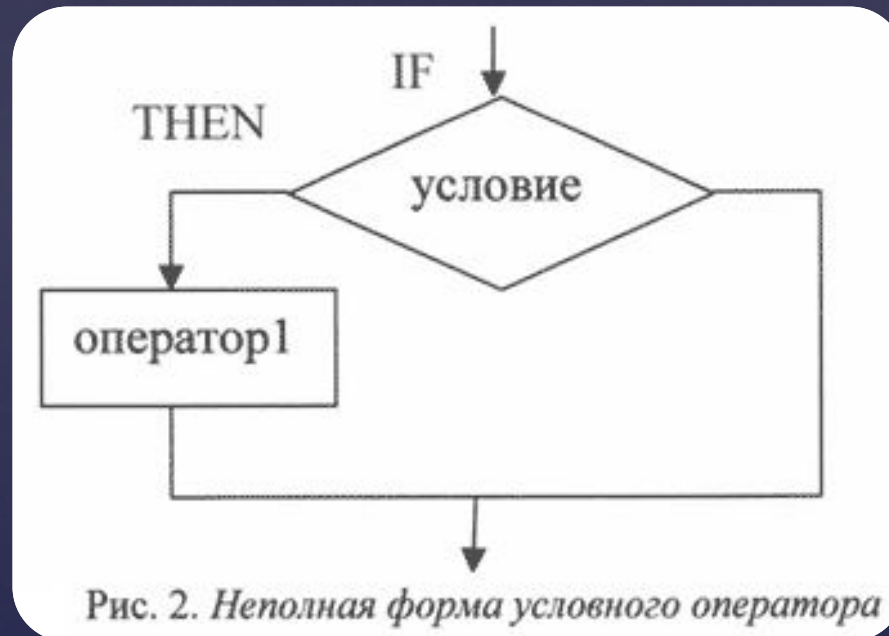 IF
THEN
условие
оператор1
Рис. 2. Неполная форма условного оператора